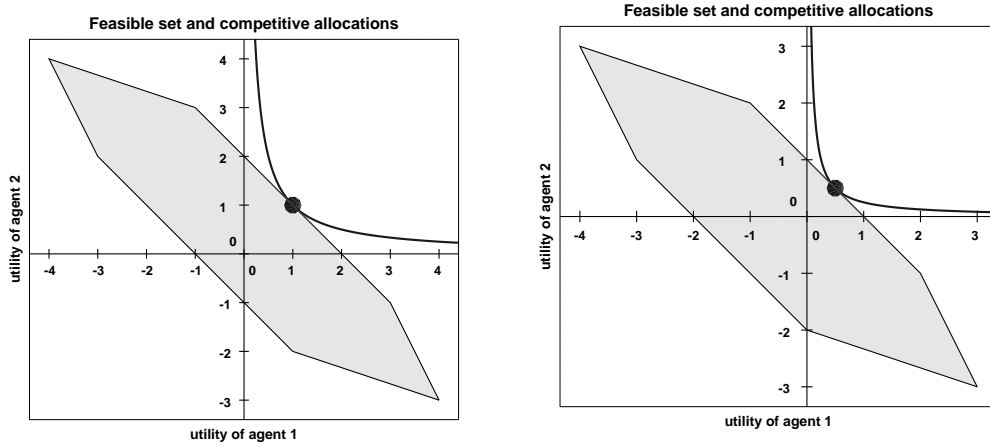 Feasible set and competitive allocations
utility of agent 2
4
3
2
1
0
-1
-2
-3
-4 -3 -2 -1 0 1 2 3 4
utility of agent 1
Feasible set and competitive allocations
utility of agent 2
3
2
1
0
-1
-2
-3
-4 -3 -2 -1 0 1 2 3
utility of agent 1